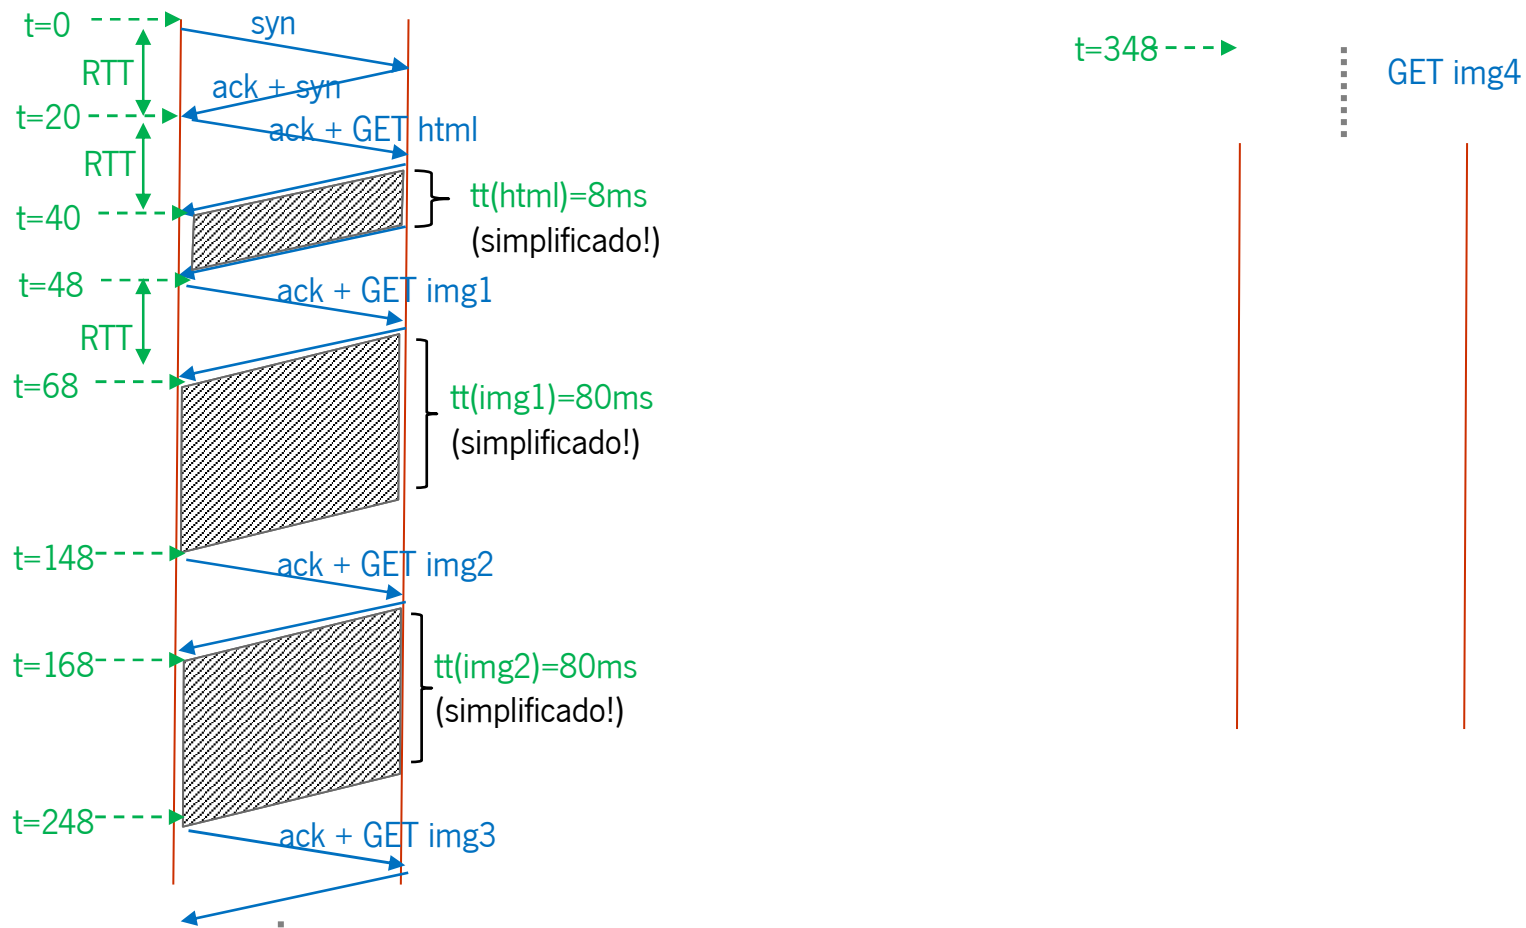 t=0
syn
RTT
ack + syn
t=20
ack + GET html
RTT
tt(html)=8ms
t=40
(simplificado!)
t=48
ack + GET img1
RTT
t=68
tt(img1)=80ms
(simplificado!)
t=148
ack + GET img2
t=168
tt(img2)=80ms
(simplificado!)
t=248
ack + GET img3
t=348
GET img4